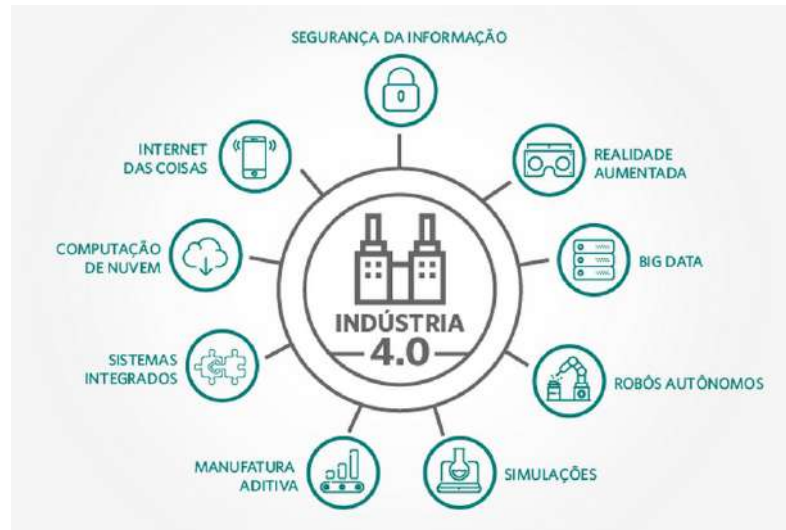 SEGURANÇA DA INFORMAÇÃO
INTERNET
DAS COISAS
REALIDADE
AUMENTADA
COMPUTAÇÃO
DE NUVEM
BIG DATA
INDÚSTRIA
4.0
SISTEMAS
INTEGRADOS
ROBÔS AUTÔNOMOS
MANUFATURA
ADITIVA
SIMULAÇÕES